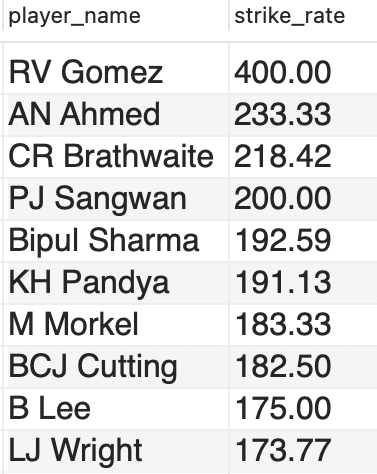 player_name strike_rate
RV Gomez 400.00
AN Ahmed 233.33
CR Brathwaite 218.42
PJ Sangwan 200.00
Bipul Sharma 192.59
KH Pandya 191.13
M Morkel 183.33
BCJ Cutting 182.50
B Lee 175.00
LJ Wright 173.77